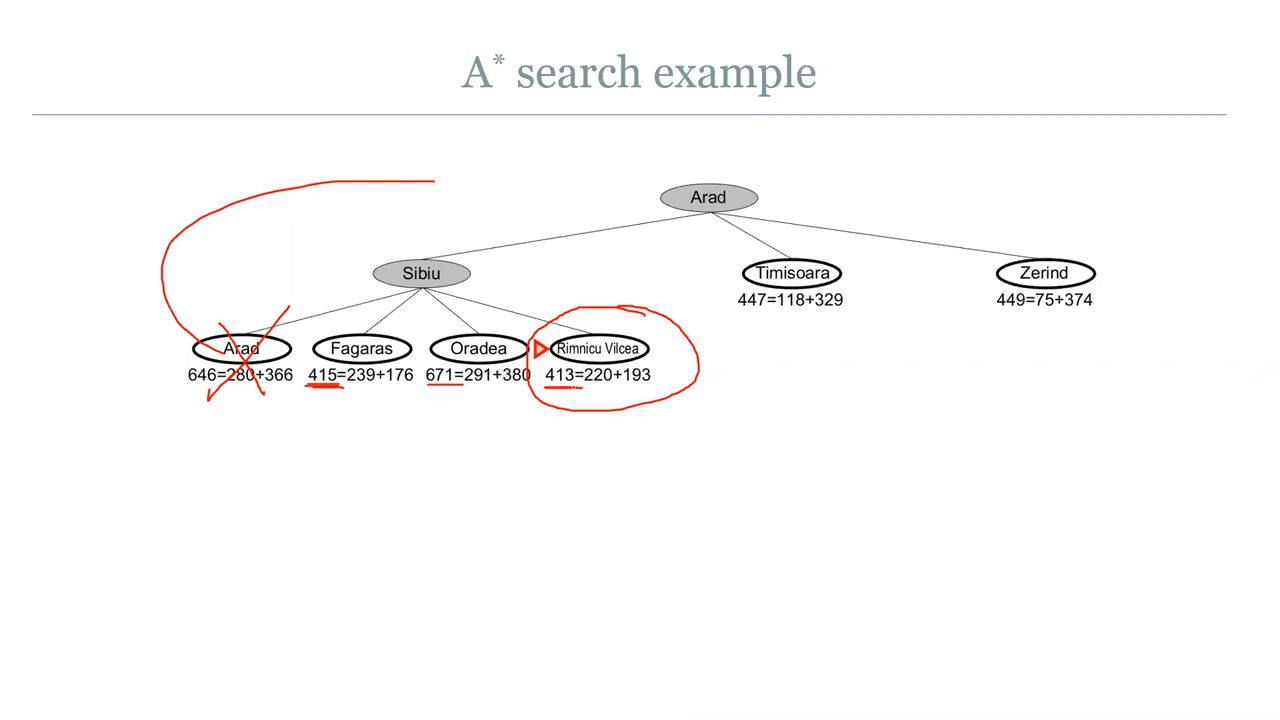 A* search example
Arad
Sibiu
Timisoara
Zerind
447=118+329
449=75+374
Arad
Fagaras
Oradea
Rimnicu Vilcea
646=280+366
415=239+176
671=291+380
413=220+193